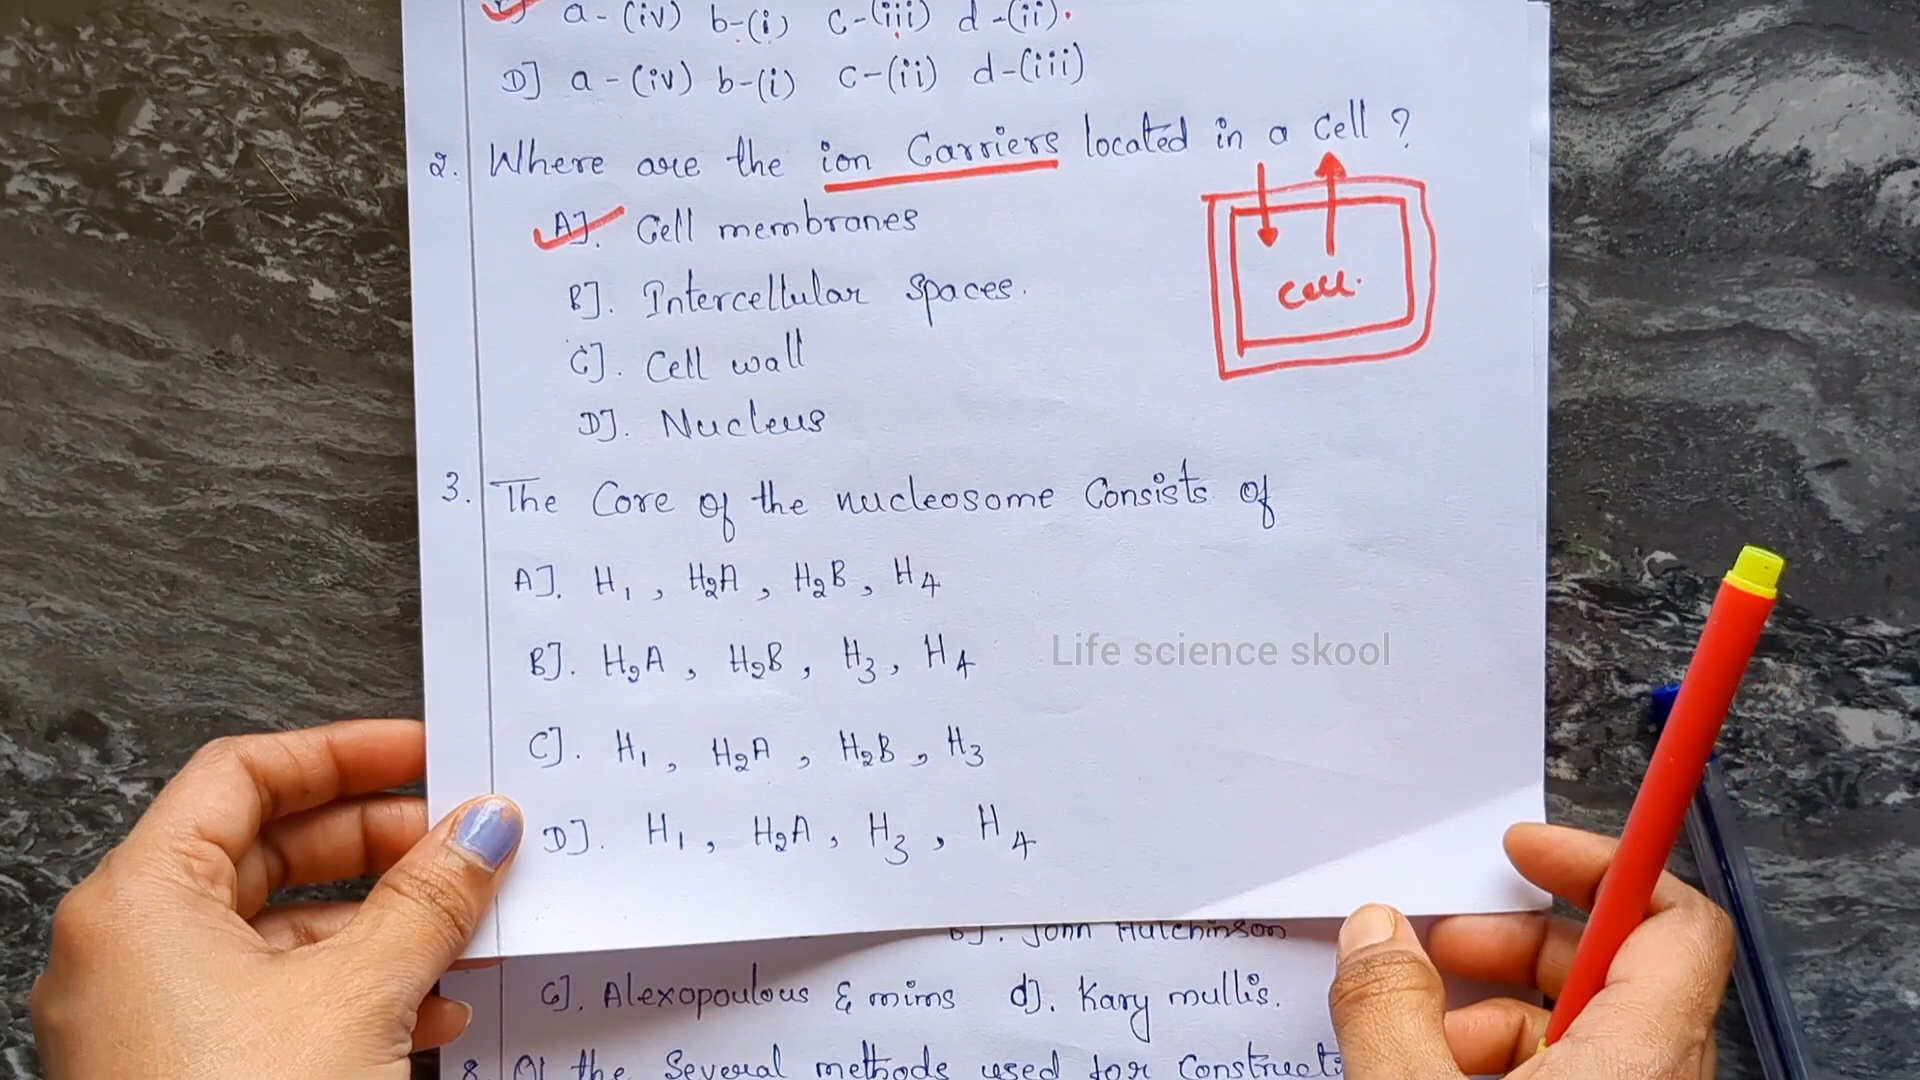 C] a - (iv) b-(i) c-(iii) d-(ii).
D] a - (iv) b-(i) c-(ii) d-(iii)
2. Where are the ion Carriers located in a cell ?
A]. Cell membranes
cell.
B]. Intercellular Spaces.
C]. Cell wall
D]. Nucleus
3. The Core of the nucleosome Consists of
A]. H1 , H2A , H2B , H4
B]. H2A , H2B , H3 , H4
Life science skool
C]. H1 , H2A , H2B , H3
D]. H1 , H2A , H3 , H4
b]. John Hutchinson
C]. Alexopoulous & mims d]. Kary mullis.
8. Of the Several methods used for